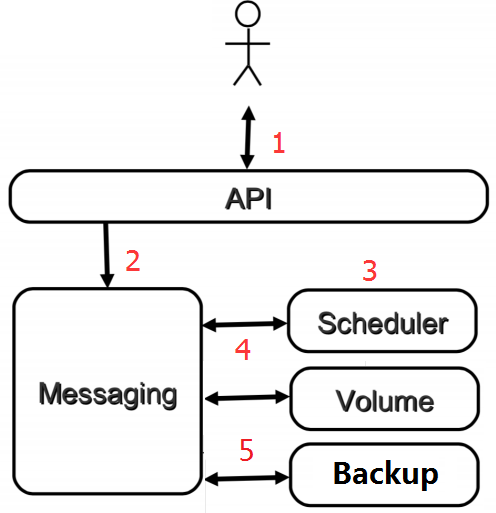 1
API
2
3
Scheduler
4
Messaging
Volume
5
Backup